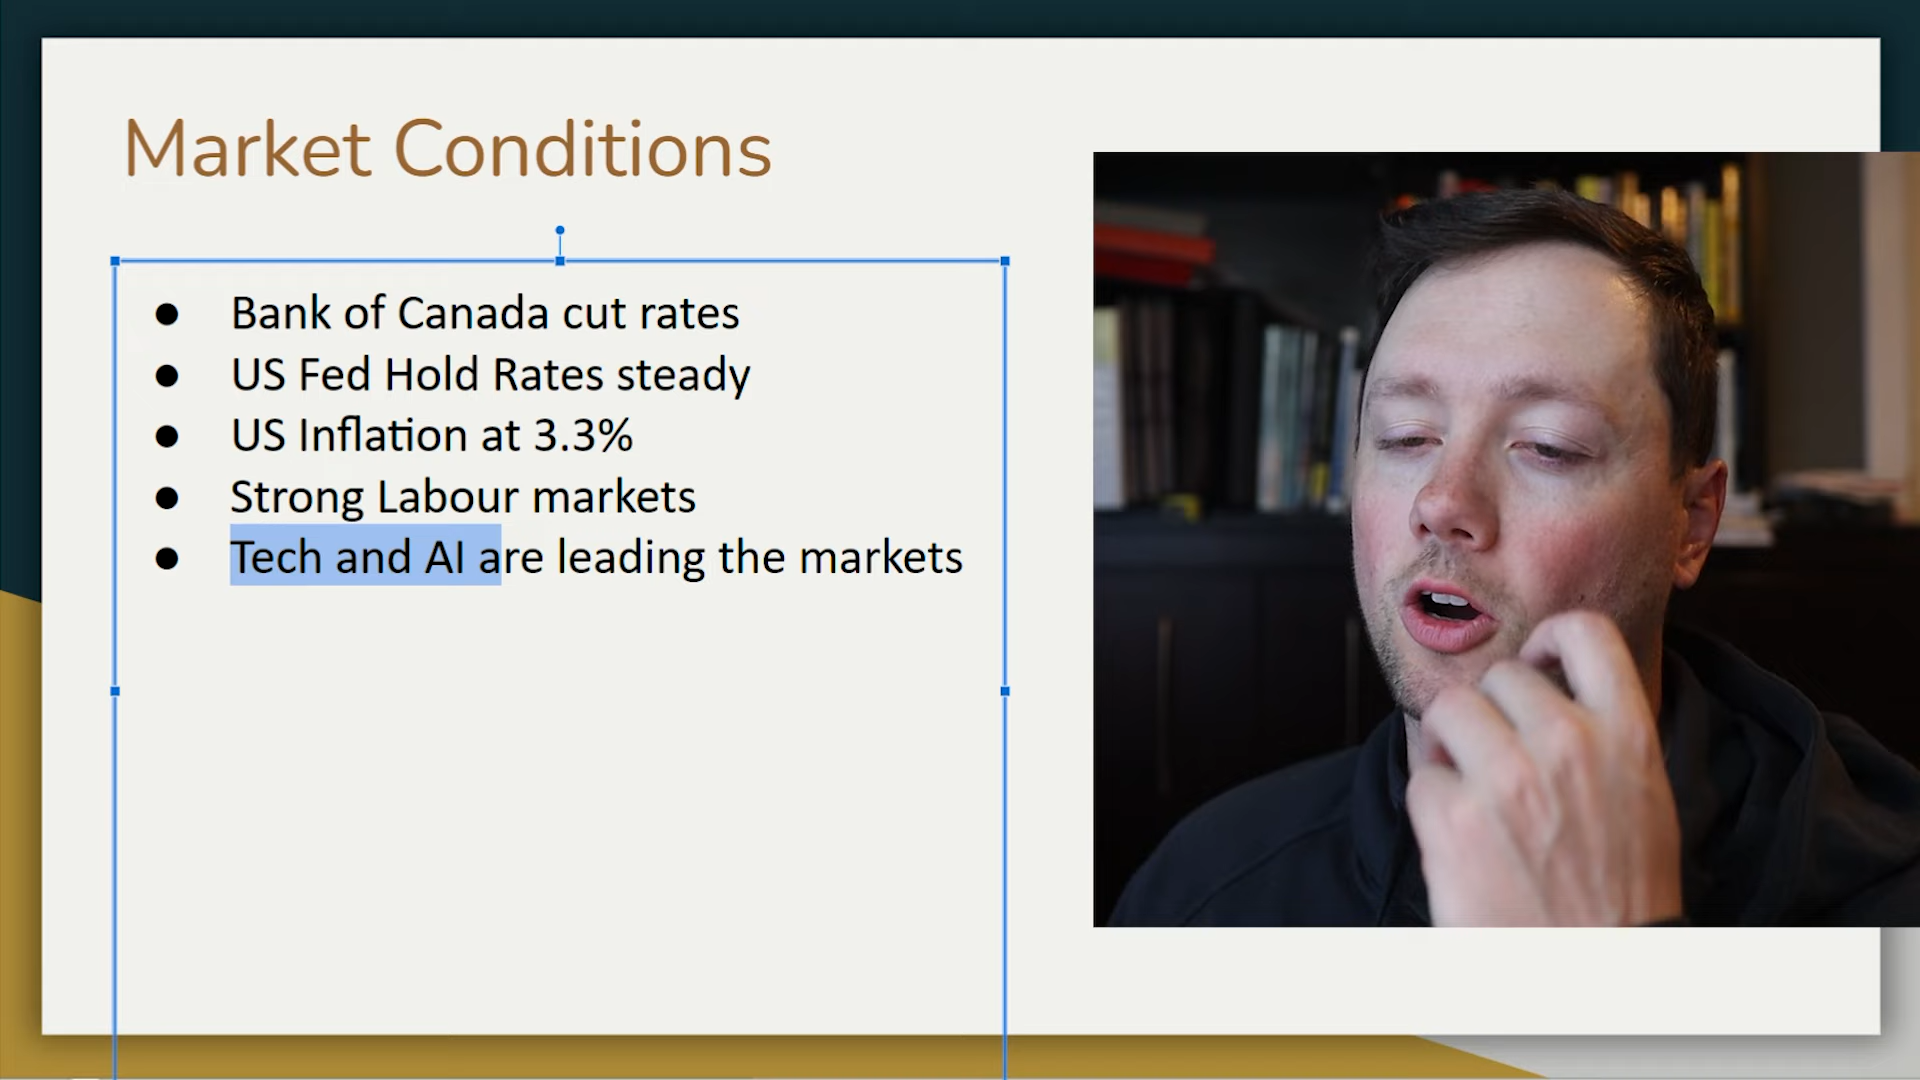 Market Conditions
Bank of Canada cut rates
US Fed Hold Rates steady
US Inflation at 3.3%
Strong Labour markets
Tech and AI are leading the markets